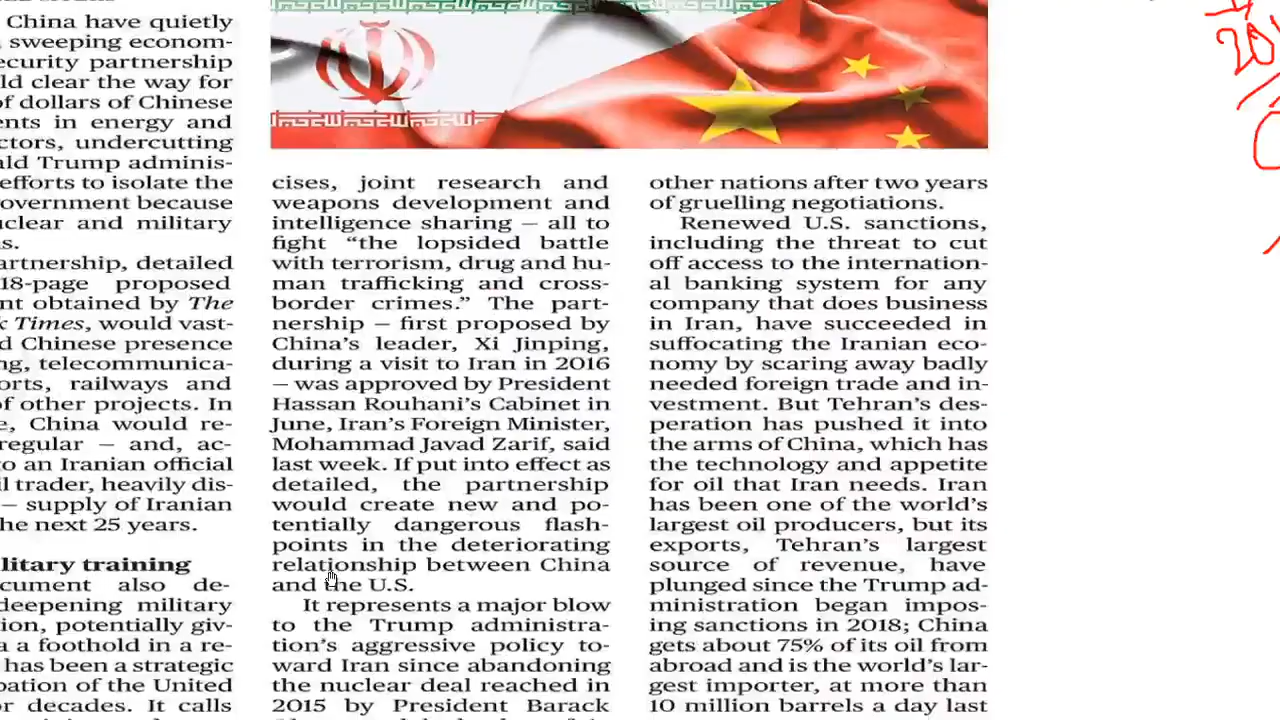 China have quietly
sweeping econom-
ecurity partnership
ld clear the way for
of dollars of Chinese
ents in energy and
ctors, undercutting
ald Trump adminis-
efforts to isolate the
overnment because
uclear and military
s.
artnership, detailed
18-page proposed
nt obtained by The
k Times, would vast-
d Chinese presence
ng, telecommunica-
orts, railways and
of other projects. In
e, China would re-
regular – and, ac-
to an Iranian official
il trader, heavily dis-
– supply of Iranian
he next 25 years.
litary training
cument also de-
deepening military
ion, potentially giv-
a a foothold in a re-
has been a strategic
pation of the United
or decades. It calls
cises, joint research and
weapons development and
intelligence sharing – all to
fight “the lopsided battle
with terrorism, drug and hu-
man trafficking and cross-
border crimes.” The part-
nership – first proposed by
China’s leader, Xi Jinping,
during a visit to Iran in 2016
– was approved by President
Hassan Rouhani’s Cabinet in
June, Iran’s Foreign Minister,
Mohammad Javad Zarif, said
last week. If put into effect as
detailed, the partnership
would create new and po-
tentially dangerous flash-
points in the deteriorating
relationship between China
and the U.S.
It represents a major blow
to the Trump administra-
tion’s aggressive policy to-
ward Iran since abandoning
the nuclear deal reached in
2015 by President Barack
other nations after two years
of gruelling negotiations.
Renewed U.S. sanctions,
including the threat to cut
off access to the internation-
al banking system for any
company that does business
in Iran, have succeeded in
suffocating the Iranian eco-
nomy by scaring away badly
needed foreign trade and in-
vestment. But Tehran’s des-
peration has pushed it into
the arms of China, which has
the technology and appetite
for oil that Iran needs. Iran
has been one of the world’s
largest oil producers, but its
exports, Tehran’s largest
source of revenue, have
plunged since the Trump ad-
ministration began impos-
ing sanctions in 2018; China
gets about 75% of its oil from
abroad and is the world’s lar-
gest importer, at more than
10 million barrels a day last